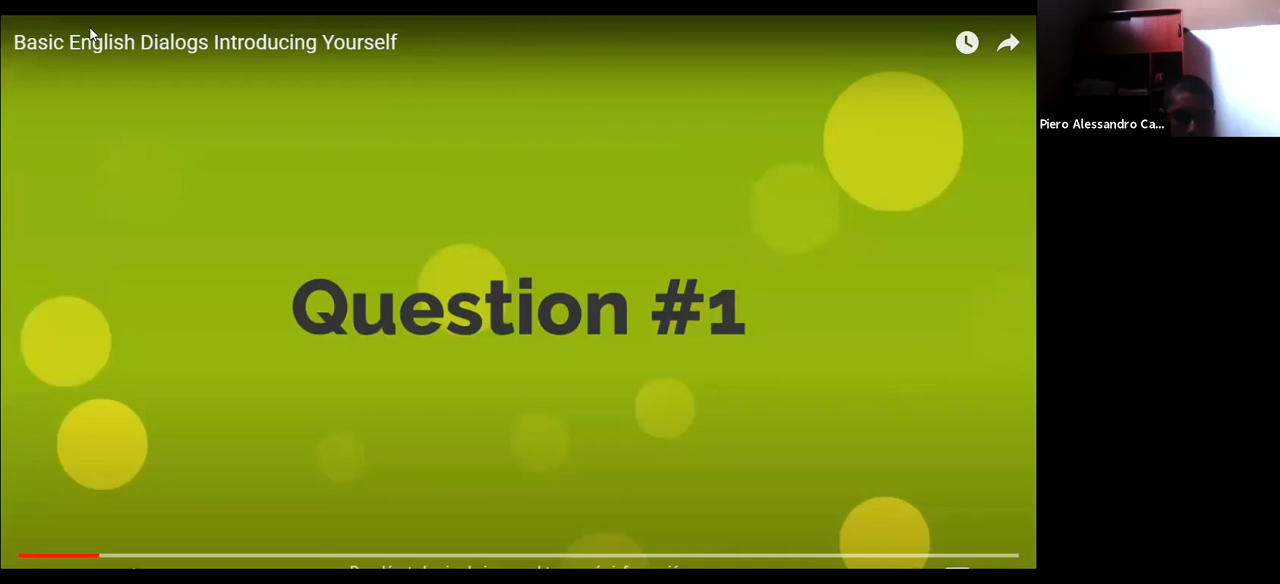 Basic English Dialogs Introducing Yourself
Piero Alessandro Ca...
Question #1